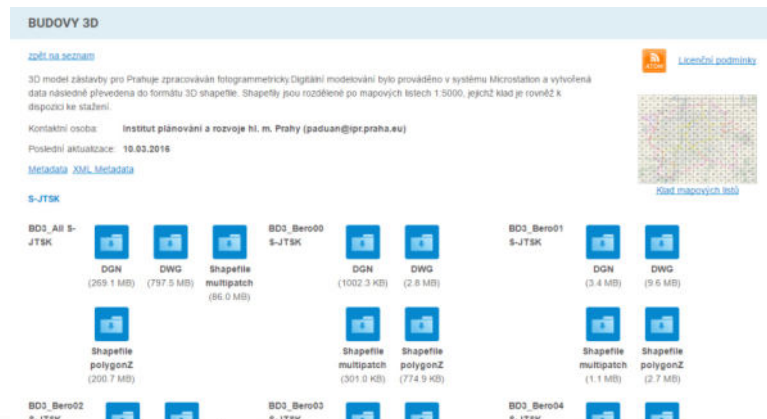 BUDOVY 3D
zpět na seznam
ATOM
Licenční podmínky
3D model zástavby pro Prahuje zpracováván fotogrammetricky.Digitální modelování bylo prováděno v systému Microstation a vytvořená
data následně převedena do formátu 3D shapefile. Shapefily jsou rozdělené po mapových listech 1:5000, jejichž klad je rovněž k
dispozici ke stažení.
Kontaktní osoba: Institut plánování a rozvoje hl. m. Prahy (paduan@ipr.praha.eu)
Poslední aktualizace: 10.03.2016
Metadata XML Metadata
Klad mapových listů
S-JTSK
BD3_All S-
JTSK
DGN
(269.1 MB)
DWG
(797.5 MB)
Shapefile
multipatch
(86.0 MB)
Shapefile
polygonZ
(200.7 MB)
BD3_Bero00
S-JTSK
DGN
(1002.3 KB)
DWG
(2.8 MB)
Shapefile
multipatch
(301.0 KB)
Shapefile
polygonZ
(774.9 KB)
BD3_Bero01
S-JTSK
DGN
(3.4 MB)
DWG
(9.6 MB)
Shapefile
multipatch
(1.1 MB)
Shapefile
polygonZ
(2.7 MB)
BD3_Bero02
S-JTSK
BD3_Bero03
S-JTSK
BD3_Bero04
S-JTSK